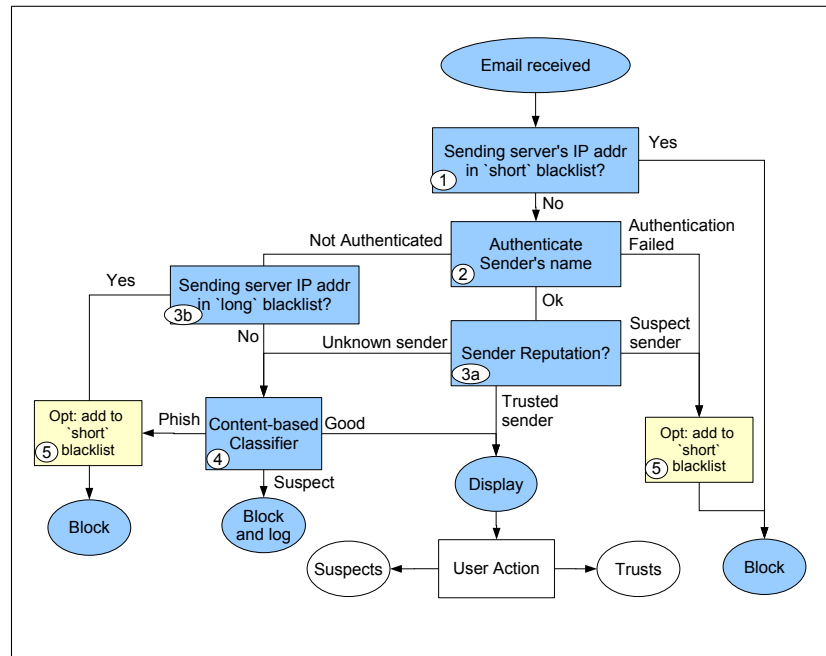 Email received
Sending server's IP addr
in `short` blacklist?
1
Yes
No
Not Authenticated
Authenticate
Sender's name
2
Authentication
Failed
Yes
Sending server IP addr
in `long` blacklist?
3b
Ok
No
Unknown sender
Sender Reputation?
3a
Suspect
sender
Trusted
sender
Opt: add to
`short`
blacklist
5
Phish
Content-based
Classifier
4
Good
Opt: add to
`short`
blacklist
5
Suspect
Display
Block
Block
and log
Suspects
User Action
Trusts
Block